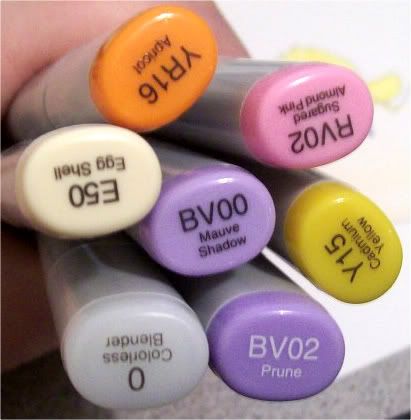 YR16
Apricot
RV02
Sugared
Almond Pink
E50
Egg Shell
BV00
Mauve
Shadow
Y15
Cadmium
Yellow
0
Colorless
Blender
BV02
Prune